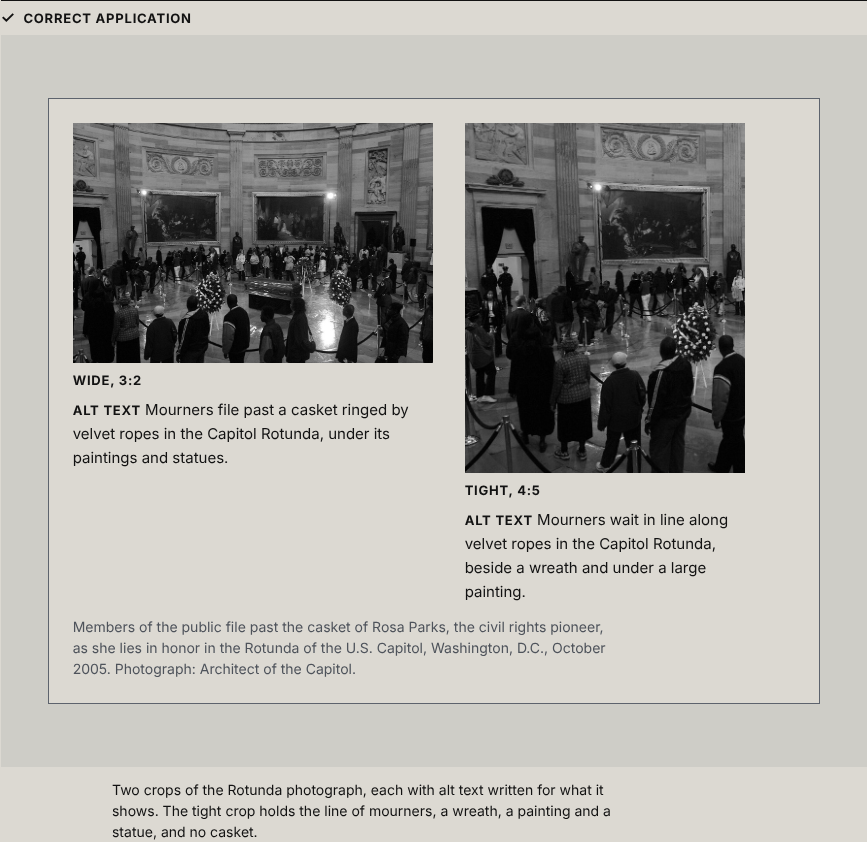 CORRECT APPLICATION
WIDE, 3:2
ALT TEXT Mourners file past a casket ringed by
velvet ropes in the Capitol Rotunda, under its
paintings and statues.
TIGHT, 4:5
ALT TEXT Mourners wait in line along
velvet ropes in the Capitol Rotunda,
beside a wreath and under a large
painting.
Members of the public file past the casket of Rosa Parks, the civil rights pioneer,
as she lies in honor in the Rotunda of the U.S. Capitol, Washington, D.C., October
2005. Photograph: Architect of the Capitol.
Two crops of the Rotunda photograph, each with alt text written for what it
shows. The tight crop holds the line of mourners, a wreath, a painting and a
statue, and no casket.